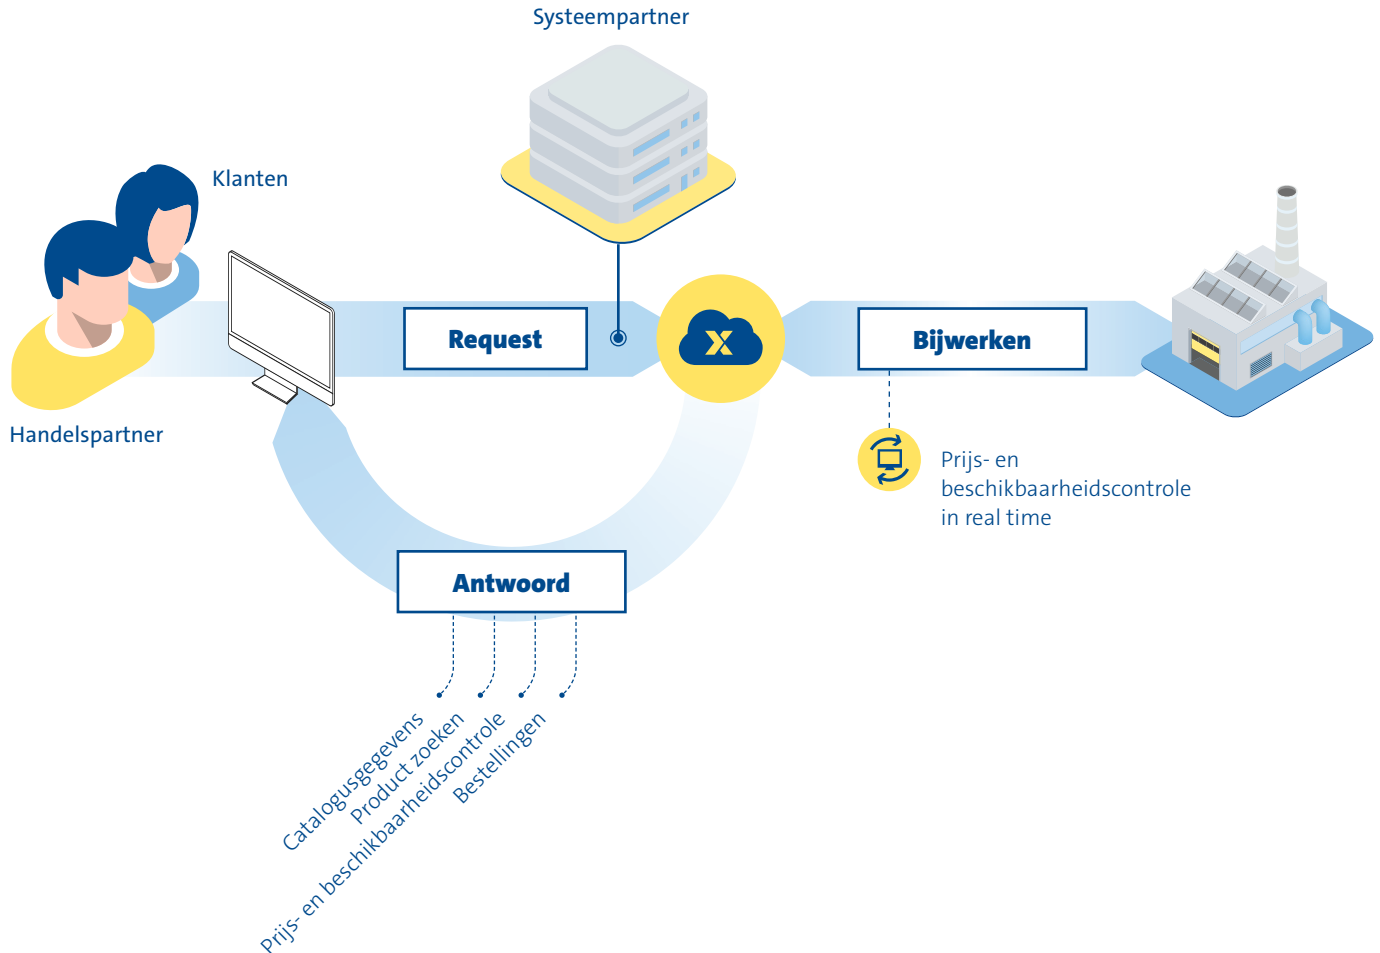 Systeempartner
Klanten
Request
Bijwerken
Handelspartner
Prijs- en
beschikbaarheidscontrole
in real time
Antwoord
Catalogusgegevens
Product zoeken
Prijs- en beschikbaarheidscontrole
Bestellingen